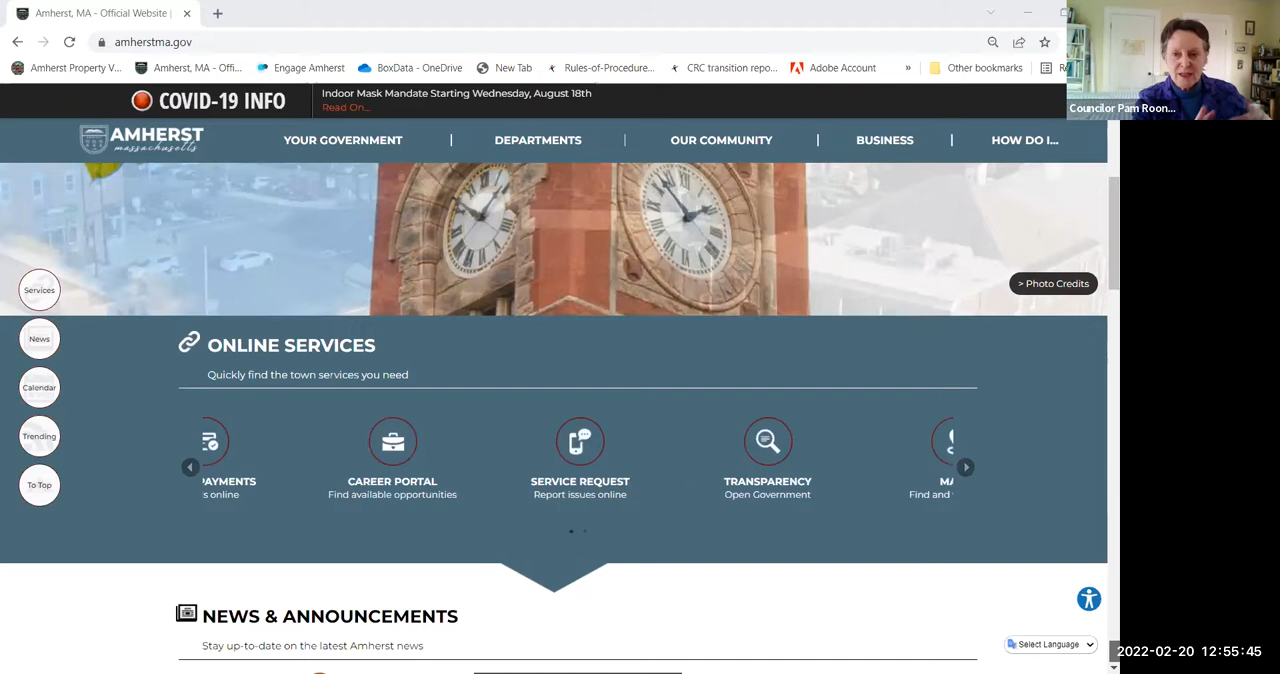 Amherst, MA - Official Website |
amherstma.gov
Amherst Property V...
Amherst, MA - Offi...
Engage Amherst
BoxData - OneDrive
New Tab
Rules-of-Procedure...
CRC transition repo...
Adobe Account
»
Other bookmarks
Councilor Pam Roon...
COVID-19 INFO
Indoor Mask Mandate Starting Wednesday, August 18th
Read On...
AMHERST
massachusetts
YOUR GOVERNMENT
DEPARTMENTS
OUR COMMUNITY
BUSINESS
HOW DO I...
> Photo Credits
Services
News
Calendar
Trending
To Top
ONLINE SERVICES
Quickly find the town services you need
CAREER PORTAL
Find available opportunities
SERVICE REQUEST
Report issues online
TRANSPARENCY
Open Government
Find and
NEWS & ANNOUNCEMENTS
Stay up-to-date on the latest Amherst news
Select Language
2022-02-20 12:55:45